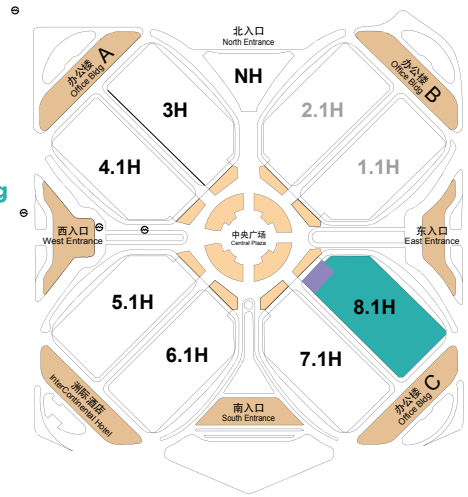 北入口
North Entrance
办公楼 A
Office Bldg
办公楼 B
Office Bldg
NH
3H
2.1H
4.1H
1.1H
g
西入口
West Entrance
中央广场
Central Plaza
东入口
East Entrance
5.1H
8.1H
6.1H
7.1H
洲际酒店
InterContinental Hotel
南入口
South Entrance
办公楼 C
Office Bldg